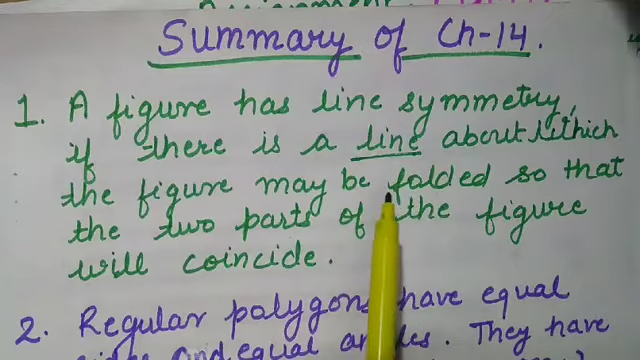 Summary of Ch-14.
1. A figure has line symmetry,
if there is a line about which
the figure may be folded so that
the two parts of the figure
will coincide.
2. Regular polygons have equal
and equal angles. They have